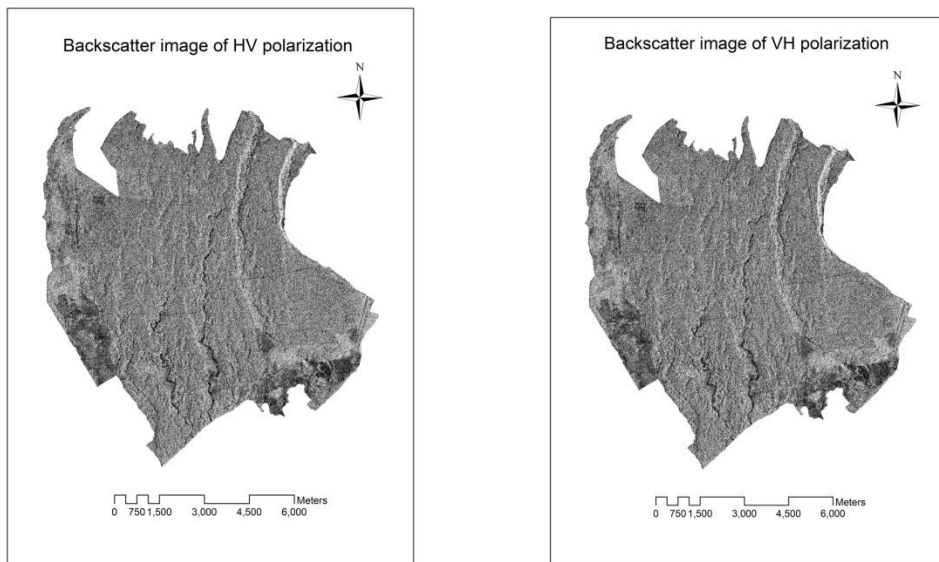 Backscatter image of HV polarization
N
Meters
0 750 1,500 3,000 4,500 6,000
Backscatter image of VH polarization
N
Meters
0 750 1,500 3,000 4,500 6,000